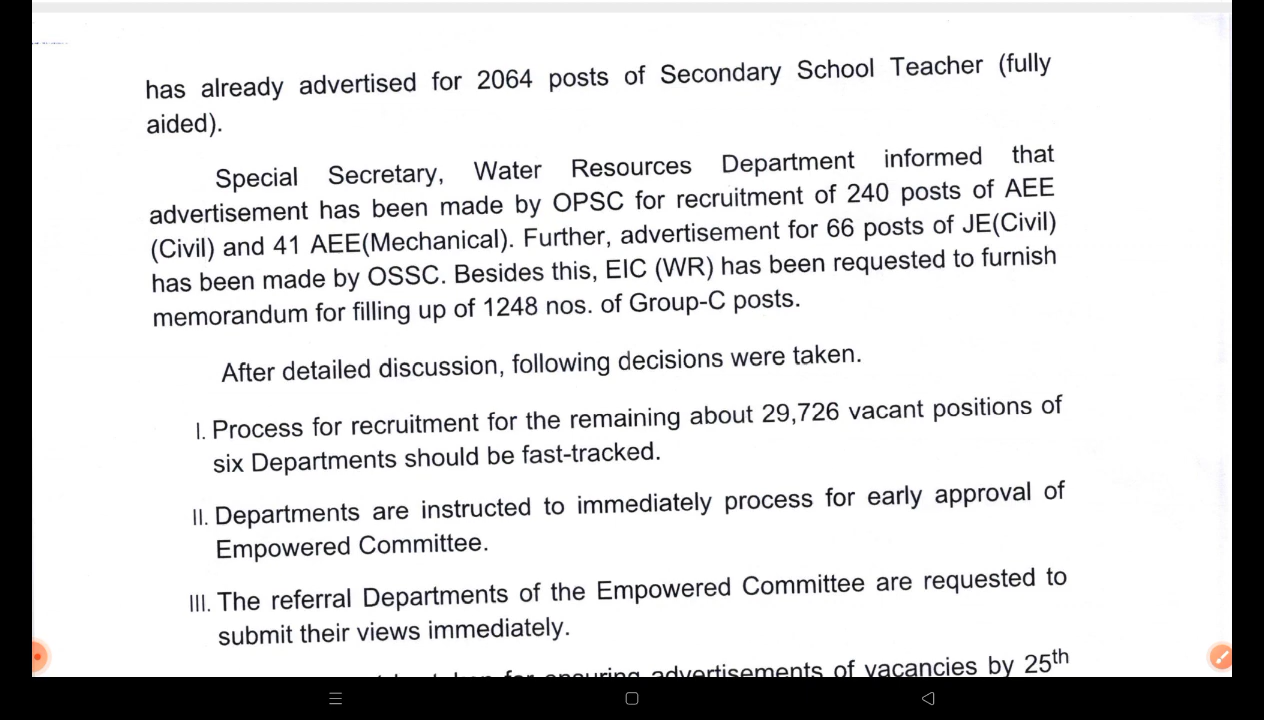 has already advertised for 2064 posts of Secondary School Teacher (fully
aided).
Special Secretary, Water Resources Department informed that
advertisement has been made by OPSC for recruitment of 240 posts of AEE
(Civil) and 41 AEE(Mechanical). Further, advertisement for 66 posts of JE(Civil)
has been made by OSSC. Besides this, EIC (WR) has been requested to furnish
memorandum for filling up of 1248 nos. of Group-C posts.
After detailed discussion, following decisions were taken.
I. Process for recruitment for the remaining about 29,726 vacant positions of
six Departments should be fast-tracked.
II. Departments are instructed to immediately process for early approval of
Empowered Committee.
III. The referral Departments of the Empowered Committee are requested to
submit their views immediately.
for ensuring advertisements of vacancies by 25th